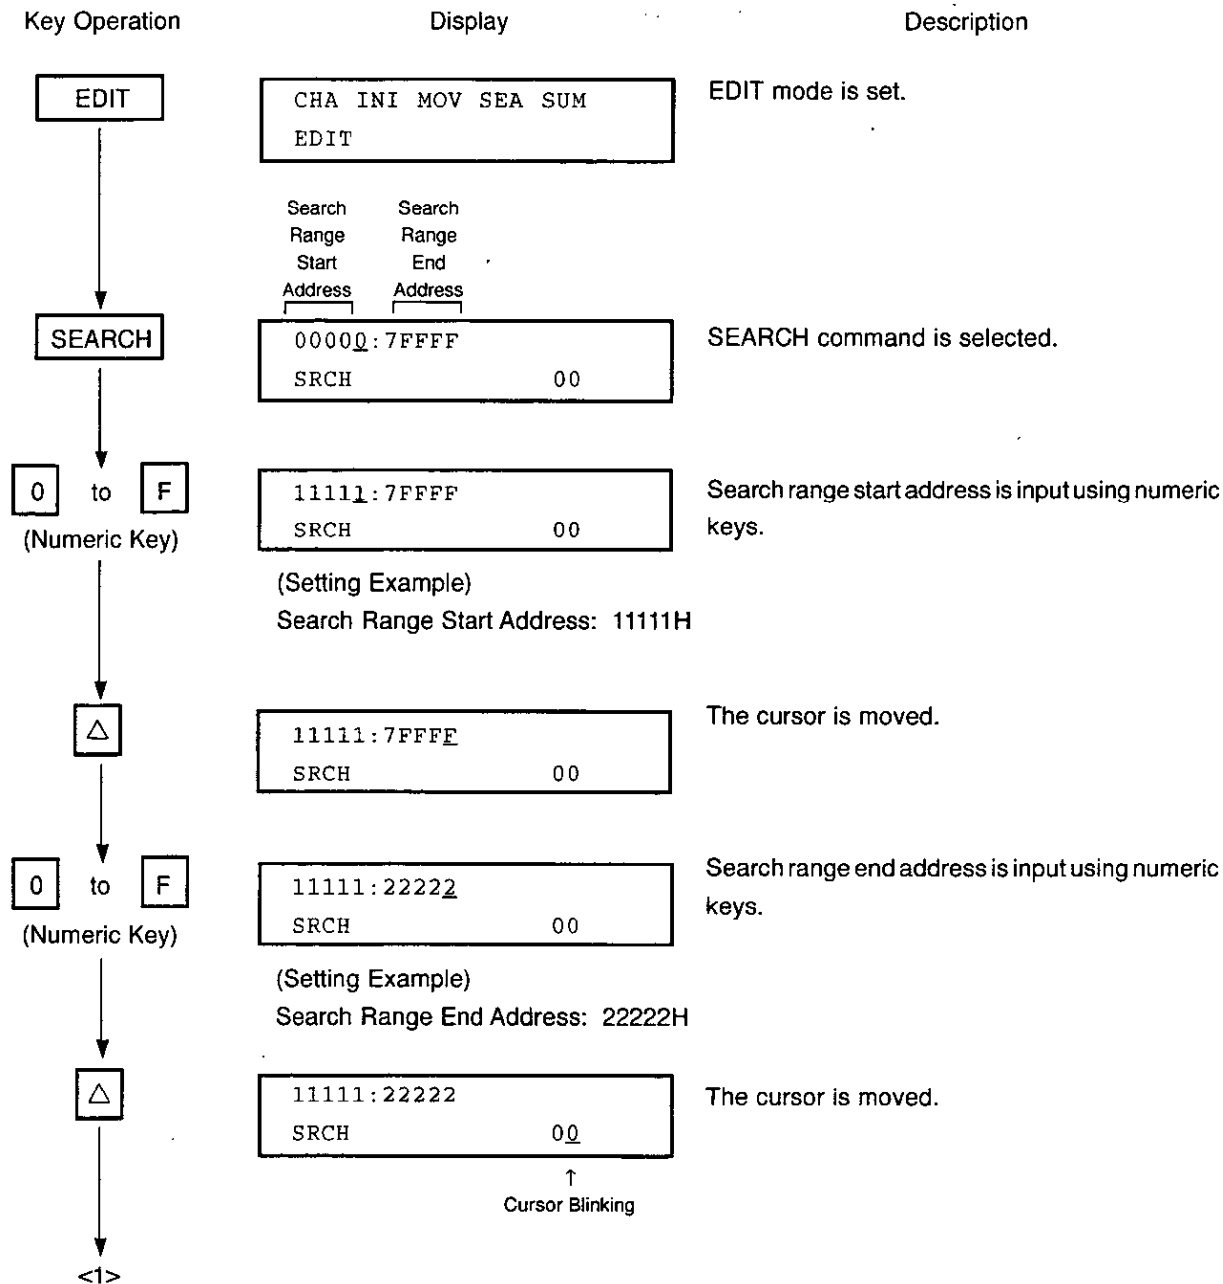 Key Operation Display Description
EDIT
CHA INI MOV SEA SUM
EDIT
EDIT mode is set.
Search Search
Range Range
Start End
Address Address
SEARCH
00000:7FFFF
SRCH 00
SEARCH command is selected.
0 to F
(Numeric Key)
11111:7FFFF
SRCH 00
Search range start address is input using numeric
keys.
(Setting Example)
Search Range Start Address: 11111H
△
11111:7FFFF
SRCH 00
The cursor is moved.
0 to F
(Numeric Key)
11111:22222
SRCH 00
Search range end address is input using numeric
keys.
(Setting Example)
Search Range End Address: 22222H
△
11111:22222
SRCH 00
The cursor is moved.
↑
Cursor Blinking
<1>